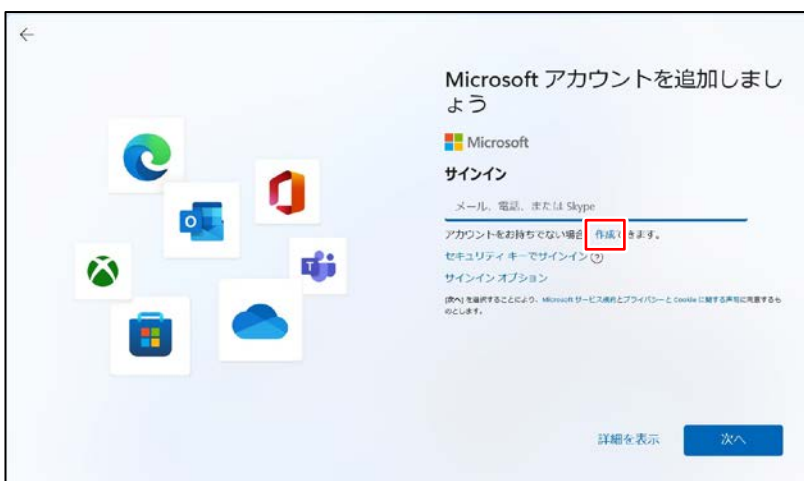 Microsoft アカウントを追加しまし
ょう
Microsoft
サインイン
メール、電話、または Skype
アカウントをお持ちでない場合、作成できます。
セキュリティ キーでサインイン
サインイン オプション
[次へ] を選択することにより、Microsoft サービス規約とプライバシーと Cookie に関する声明に同意するも
のとします。
詳細を表示
次へ